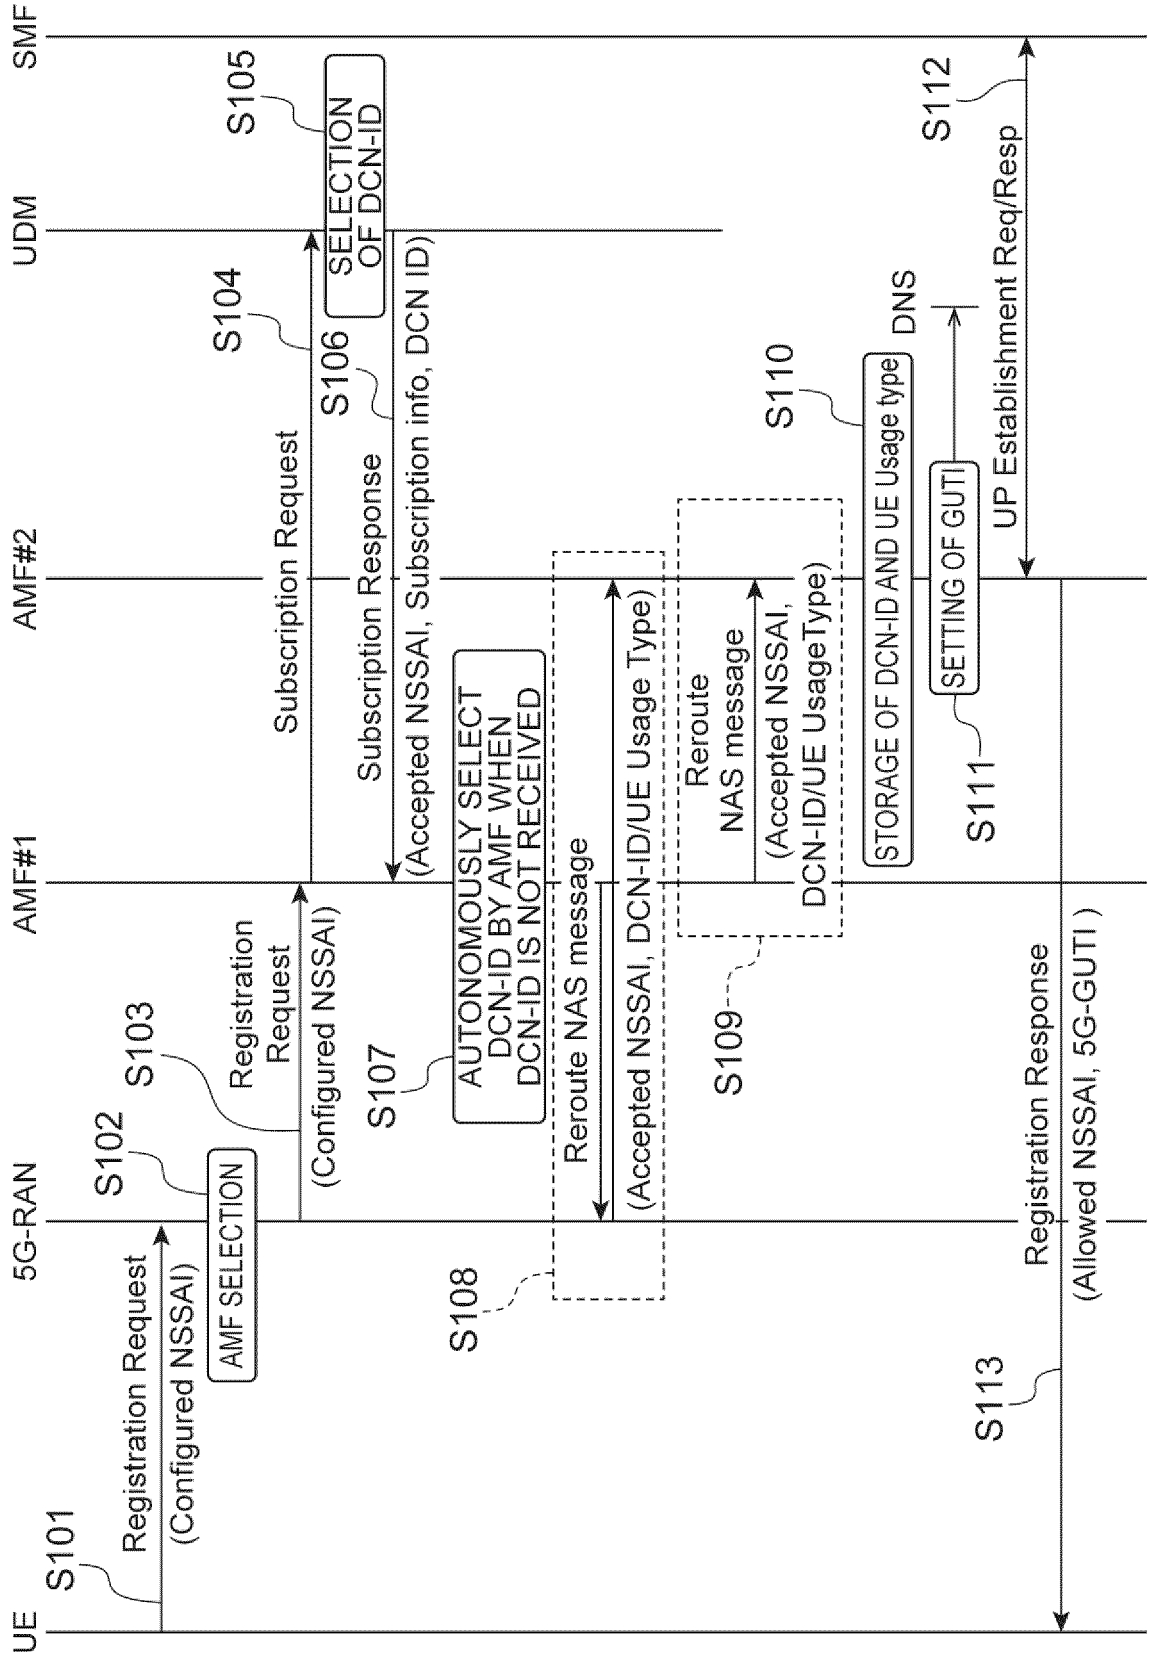 UE
5G-RAN
AMF#1
AMF#2
UDM
SMF
S101
Registration Request
(Configured NSSAI)
S102
AMF SELECTION
S103
Registration
Request
(Configured NSSAI)
S104
Subscription Request
S105
SELECTION
OF DCN-ID
S106
Subscription Response
(Accepted NSSAI, Subscription info, DCN ID)
S107
AUTONOMOUSLY SELECT
DCN-ID BY AMF WHEN
DCN-ID IS NOT RECEIVED
S108
Reroute NAS message
(Accepted NSSAI, DCN-ID/UE Usage Type)
S109
Reroute
NAS message
(Accepted NSSAI,
DCN-ID/UE UsageType)
S110
STORAGE OF DCN-ID AND UE Usage type
DNS
S111
SETTING OF GUTI
S112
UP Establishment Req/Resp
S113
Registration Response
(Allowed NSSAI, 5G-GUTI )